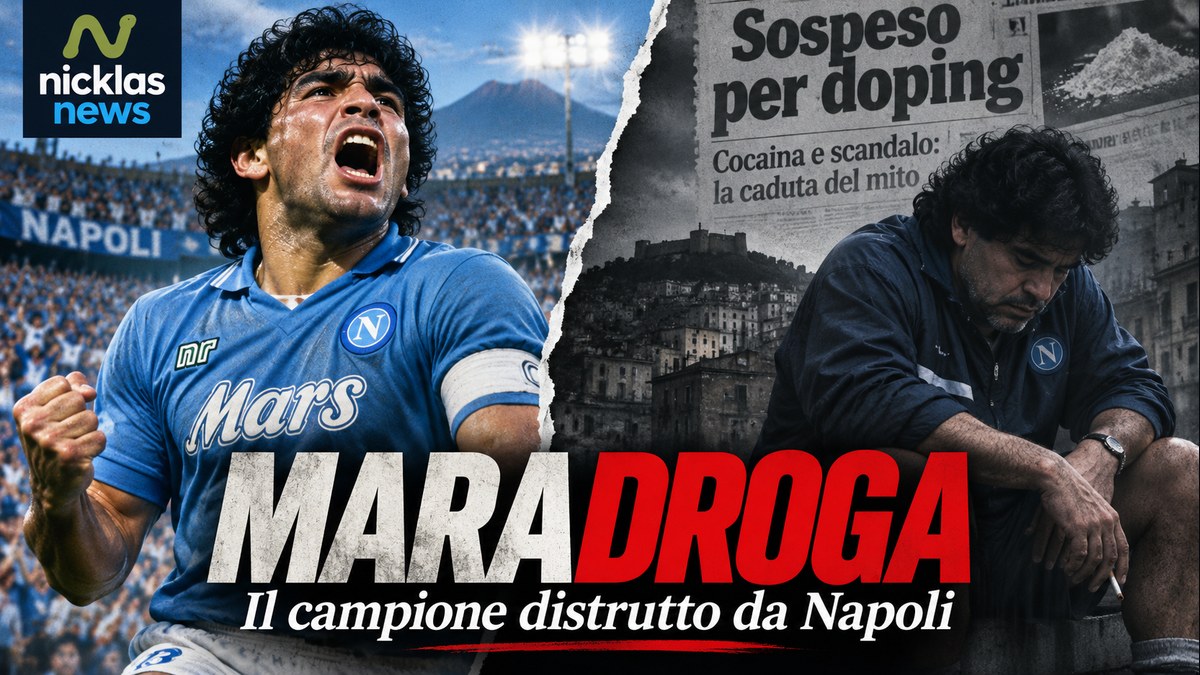 nicklas
news
NAPOLI
N
nr
Mars
Sospeso
per doping
Cocaina e scandalo:
la caduta del mito
N
MARADROGA
Il campione distrutto da Napoli